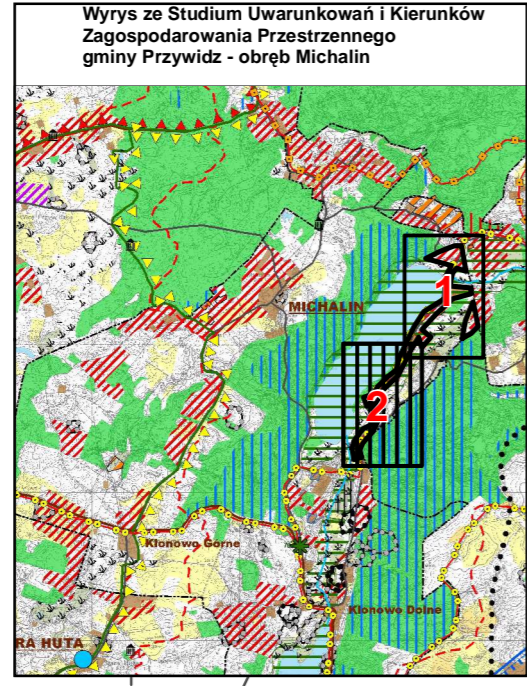 Wyrys ze Studium Uwarunkowań i Kierunków
Zagospodarowania Przestrzennego
gminy Przywidz - obręb Michalin
1
MICHALIN
2
Klonowo Górne
Klonowo Dolne
RA HUTA